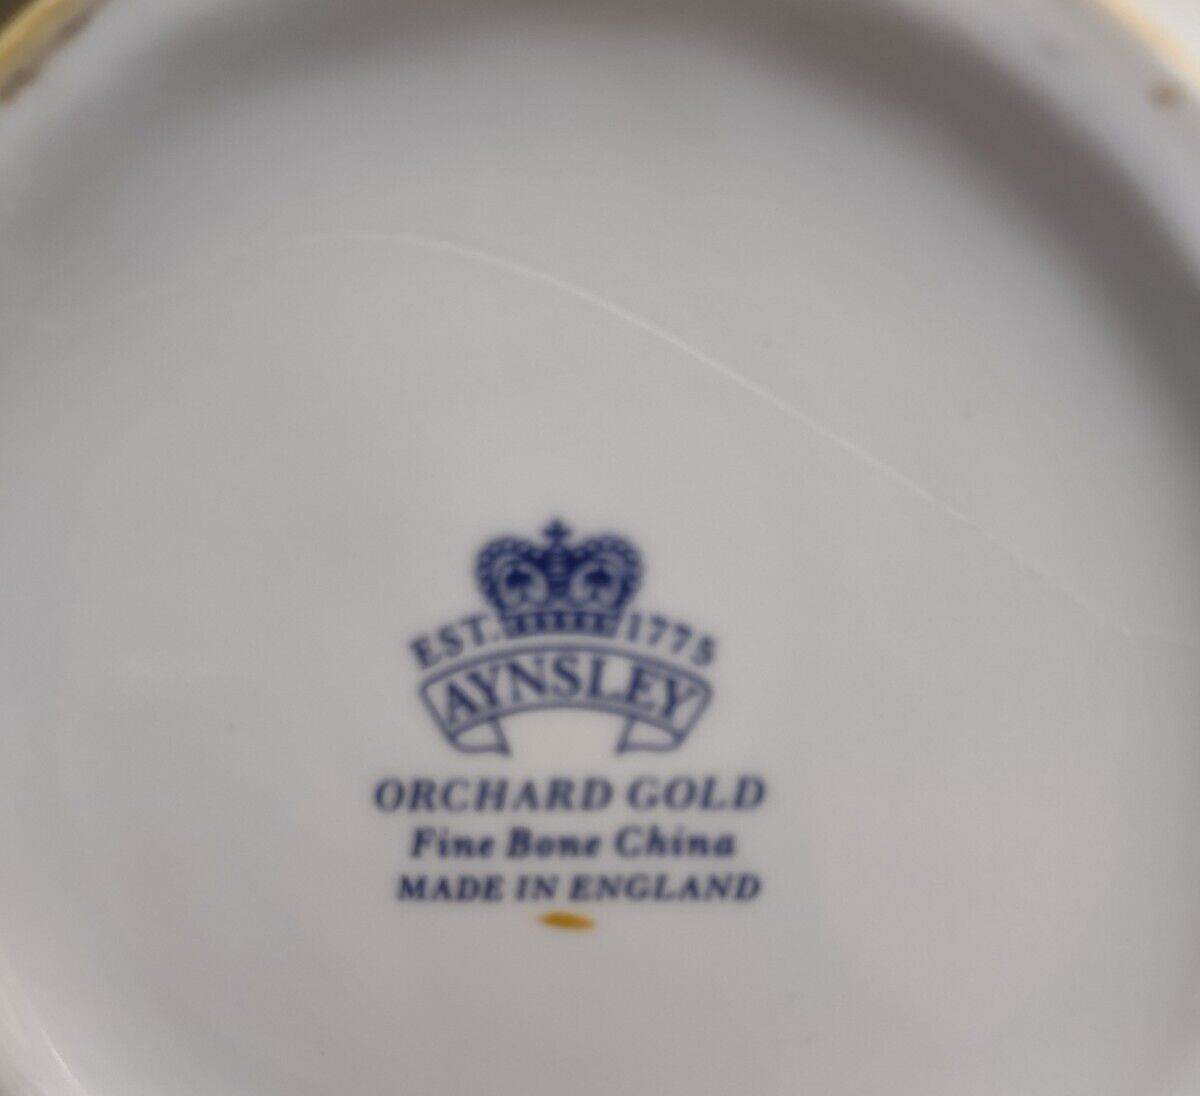 EST. 1775
AYNSLEY
ORCHARD GOLD
Fine Bone China
MADE IN ENGLAND